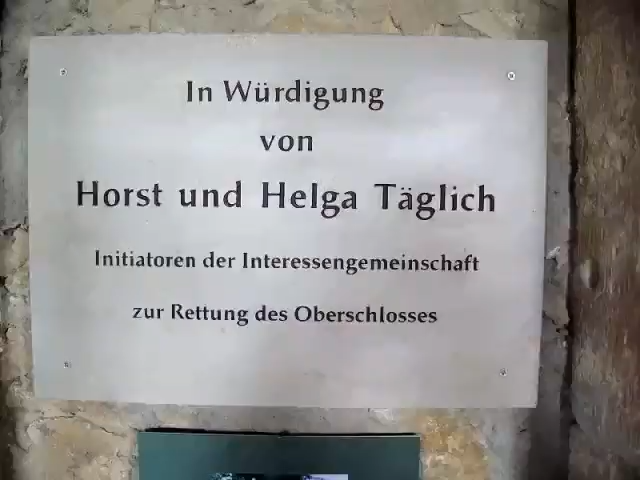 In Würdigung
von
Horst und Helga Täglich
Initiatoren der Interessengemeinschaft
zur Rettung des Oberschlosses